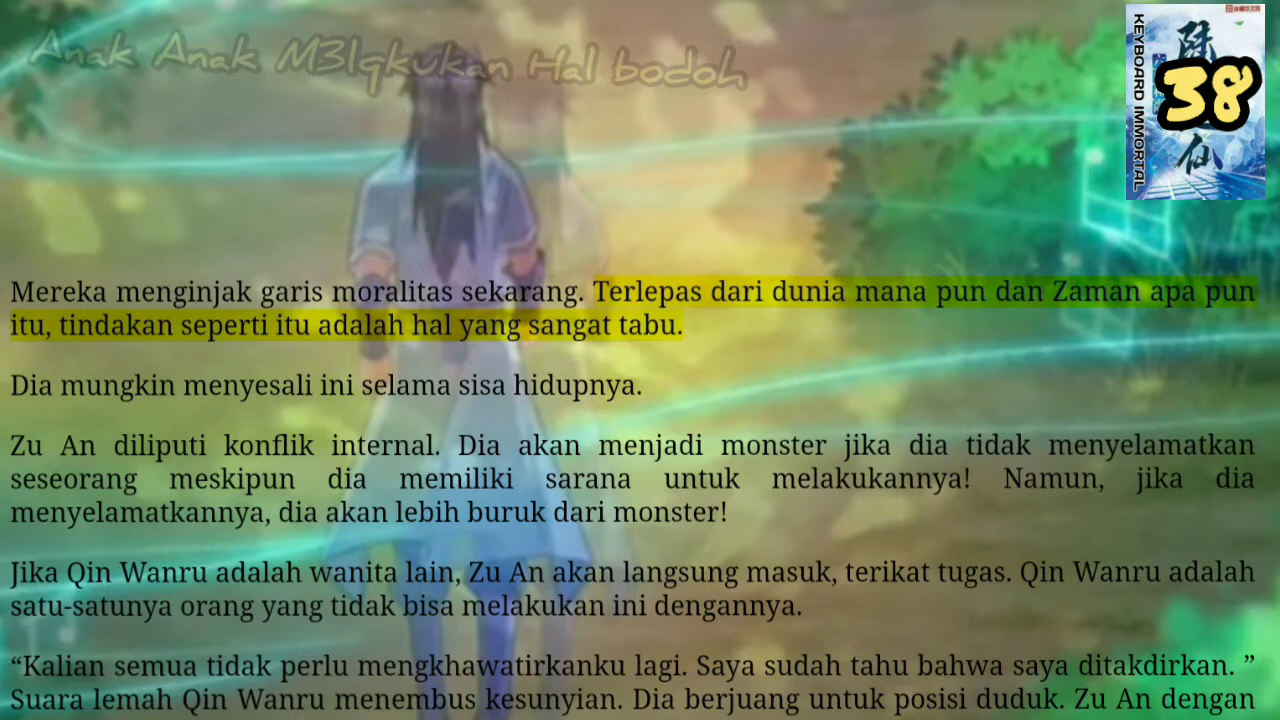 Anak Anak M3lqkukan Hal bodoh
KEYBOARD IMMORTAL
38
仙
Mereka menginjak garis moralitas sekarang. Terlepas dari dunia mana pun dan Zaman apa pun
itu, tindakan seperti itu adalah hal yang sangat tabu.
Dia mungkin menyesali ini selama sisa hidupnya.
Zu An diliputi konflik internal. Dia akan menjadi monster jika dia tidak menyelamatkan
seseorang meskipun dia memiliki sarana untuk melakukannya! Namun, jika dia
menyelamatkannya, dia akan lebih buruk dari monster!
Jika Qin Wanru adalah wanita lain, Zu An akan langsung masuk, terikat tugas. Qin Wanru adalah
satu-satunya orang yang tidak bisa melakukan ini dengannya.
“Kalian semua tidak perlu mengkhawatirkanku lagi. Saya sudah tahu bahwa saya ditakdirkan. ”
Suara lemah Qin Wanru menembus kesunyian. Dia berjuang untuk posisi duduk. Zu An dengan